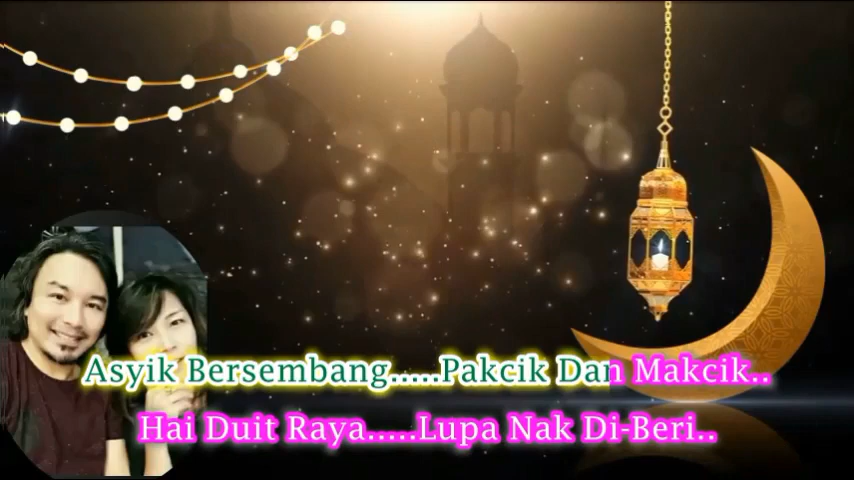 Asyik Bersembang.....Pakcik Dan Makcik..
Hai Duit Raya.....Lupa Nak Di-Beri..